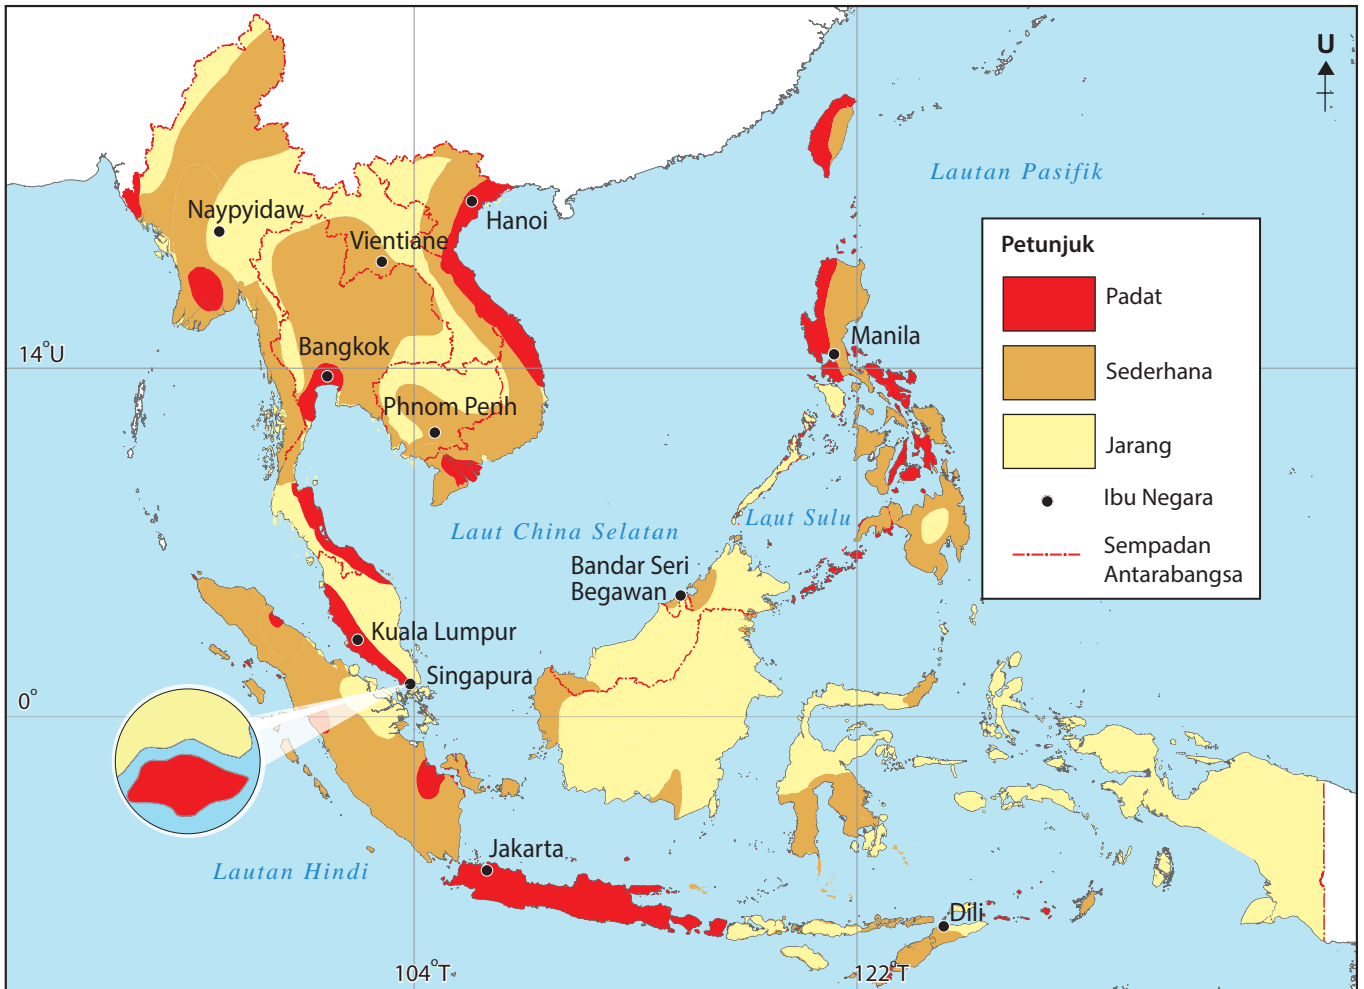 U
Lautan Pasifik
Naypyidaw
Hanoi
Vientiane
Petunjuk
Padat
Sederhana
Jarang
Ibu Negara
Sempadan
Antarabangsa
14°U
Bangkok
Manila
Phnom Penh
Laut China Selatan
Laut Sulu
Bandar Seri
Begawan
Kuala Lumpur
Singapura
0°
Jakarta
Lautan Hindi
Dili
104°T
122°T